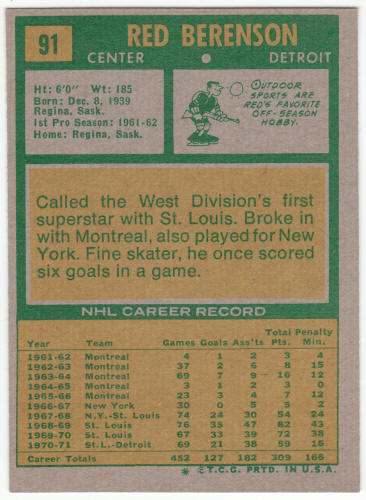 91 RED BERENSON
CENTER DETROIT
Ht: 6'0" Wt: 185
Born: Dec. 8, 1939
Regina, Sask.
1st Pro Season: 1961-62
Home: Regina, Sask.
OUTDOOR
SPORTS ARE
RED'S FAVORITE
OFF-SEASON
HOBBY.
Called the West Division's first
superstar with St. Louis. Broke in
with Montreal, also played for New
York. Fine skater, he once scored
six goals in a game.
NHL CAREER RECORD
Total Penalty
Year Team Games Goals Ass'ts Pts. Min.
1961-62 Montreal 4 1 2 3 4
1962-63 Montreal 37 2 6 8 15
1963-64 Montreal 69 7 9 16 12
1964-65 Montreal 3 1 2 3 0
1965-66 Montreal 23 3 4 7 12
1966-67 New York 30 0 5 5 2
1967-68 N.Y.-St. Louis 74 24 30 54 24
1968-69 St. Louis 76 35 47 82 43
1969-70 St. Louis 67 33 39 72 38
1970-71 St.L.-Detroit 69 21 38 59 16
Career Totals 452 127 182 309 166
© T.C.G. PRTD. IN U.S.A.